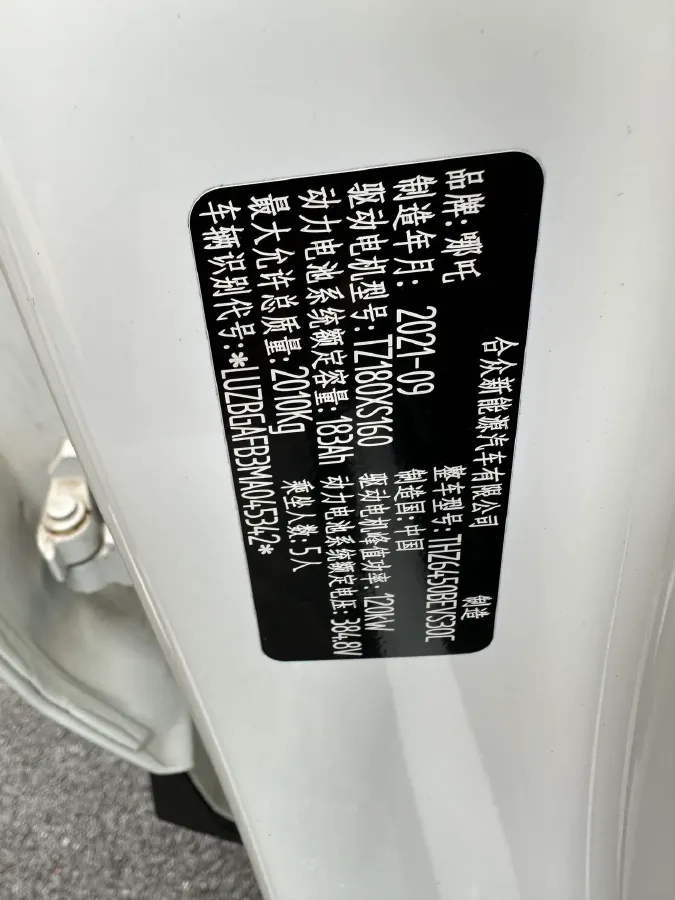 合众新能源汽车有限公司 制造
品牌：哪吒 整车型号：THZ6450BEVS30E
制造年月： 2021-09 制造国：中国
驱动电机型号：TZ180XS160 驱动电机峰值功率：120kW
动力电池系统额定容量：183Ah 动力电池系统额定电压：384.8V
最大允许总质量：2010Kg 乘坐人数：5人
车辆识别代号：*LUZBGAFB3MA045342*